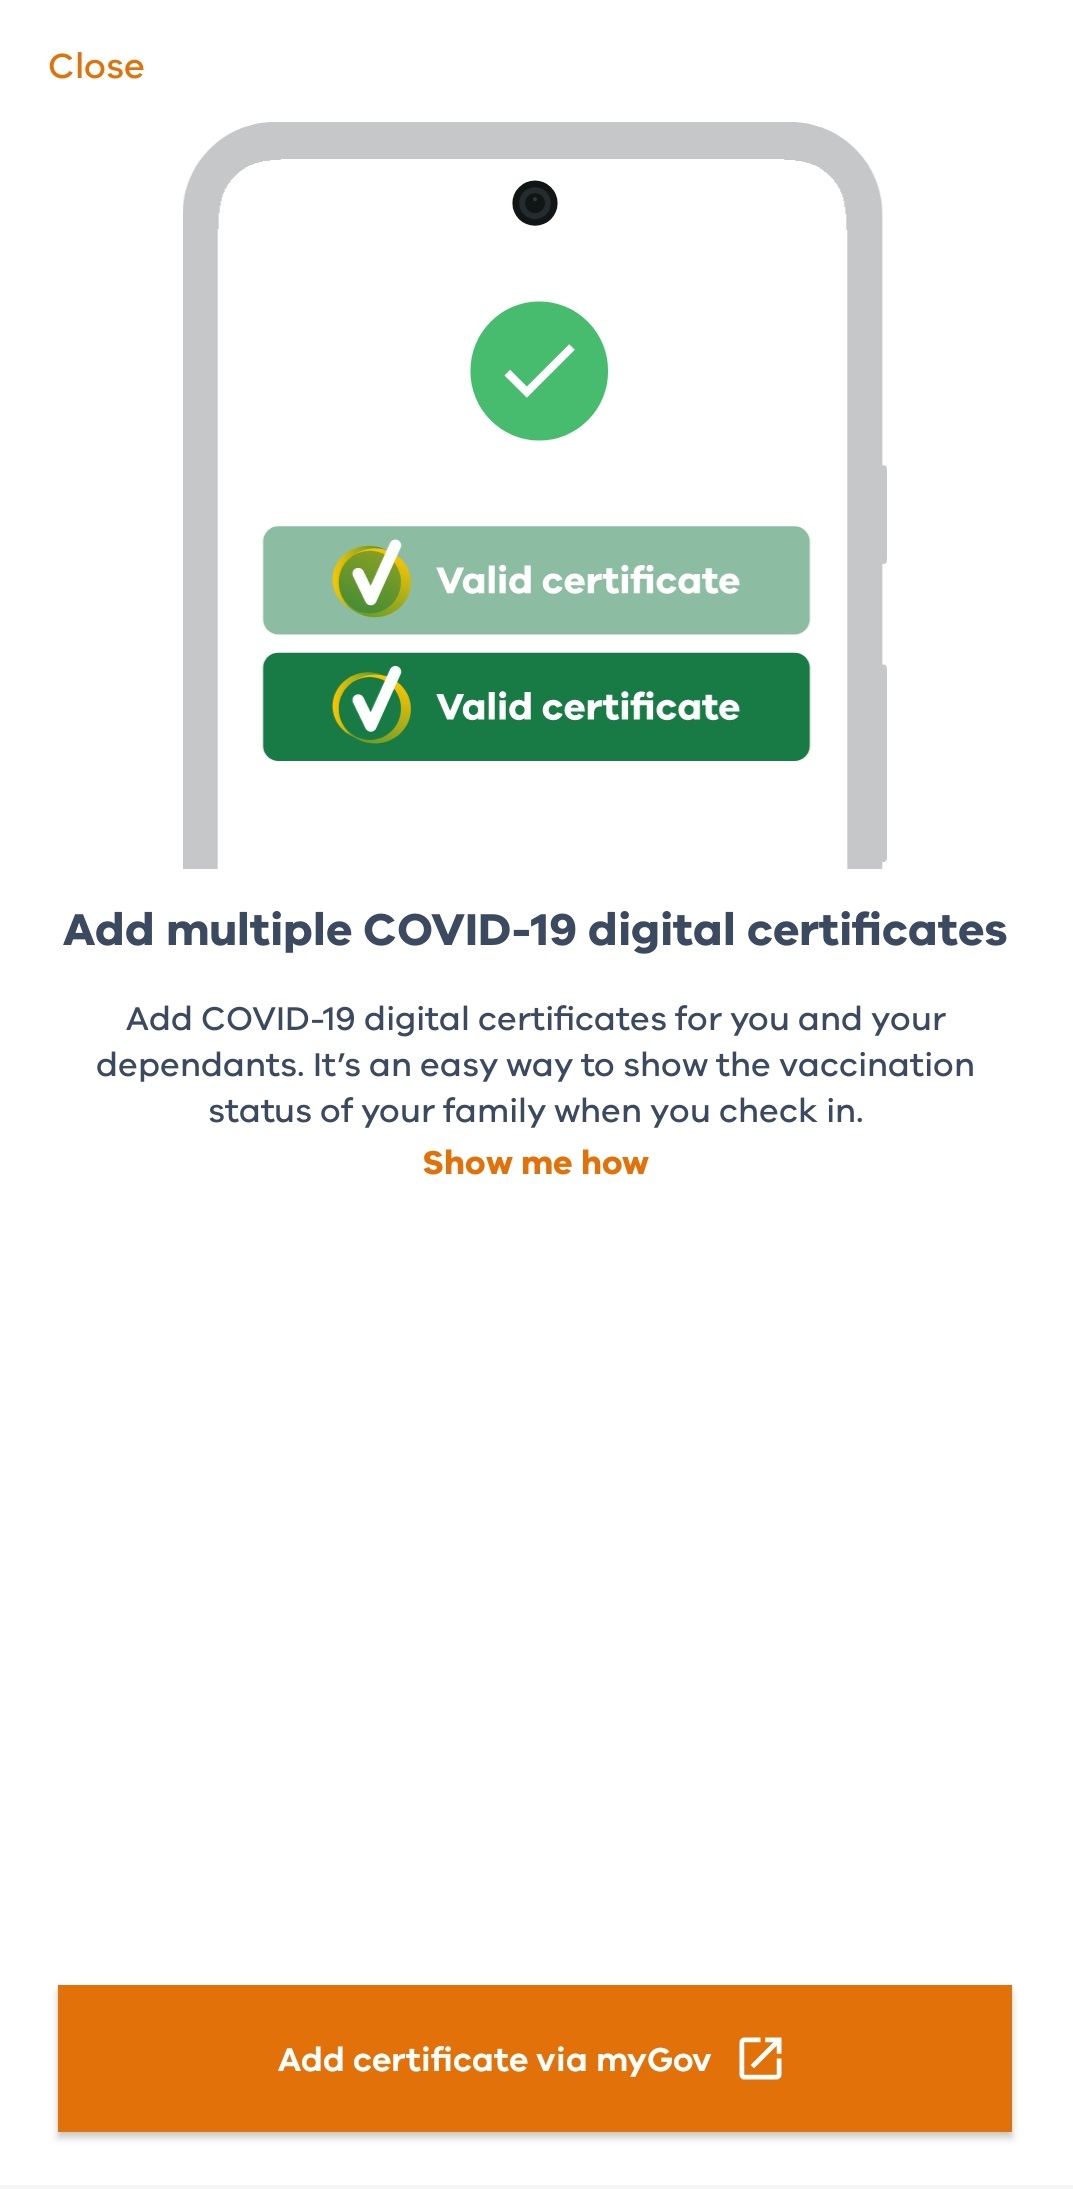 Close
Valid certificate
Valid certificate
Add multiple COVID-19 digital certificates
Add COVID-19 digital certificates for you and your
dependants. It's an easy way to show the vaccination
status of your family when you check in.
Show me how
Add certificate via myGov